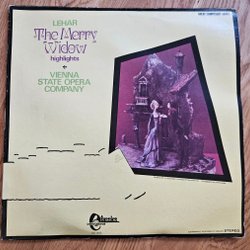 LEHAR
The Merry
Widow
highlights
VIENNA
STATE OPERA
COMPANY
STEREO